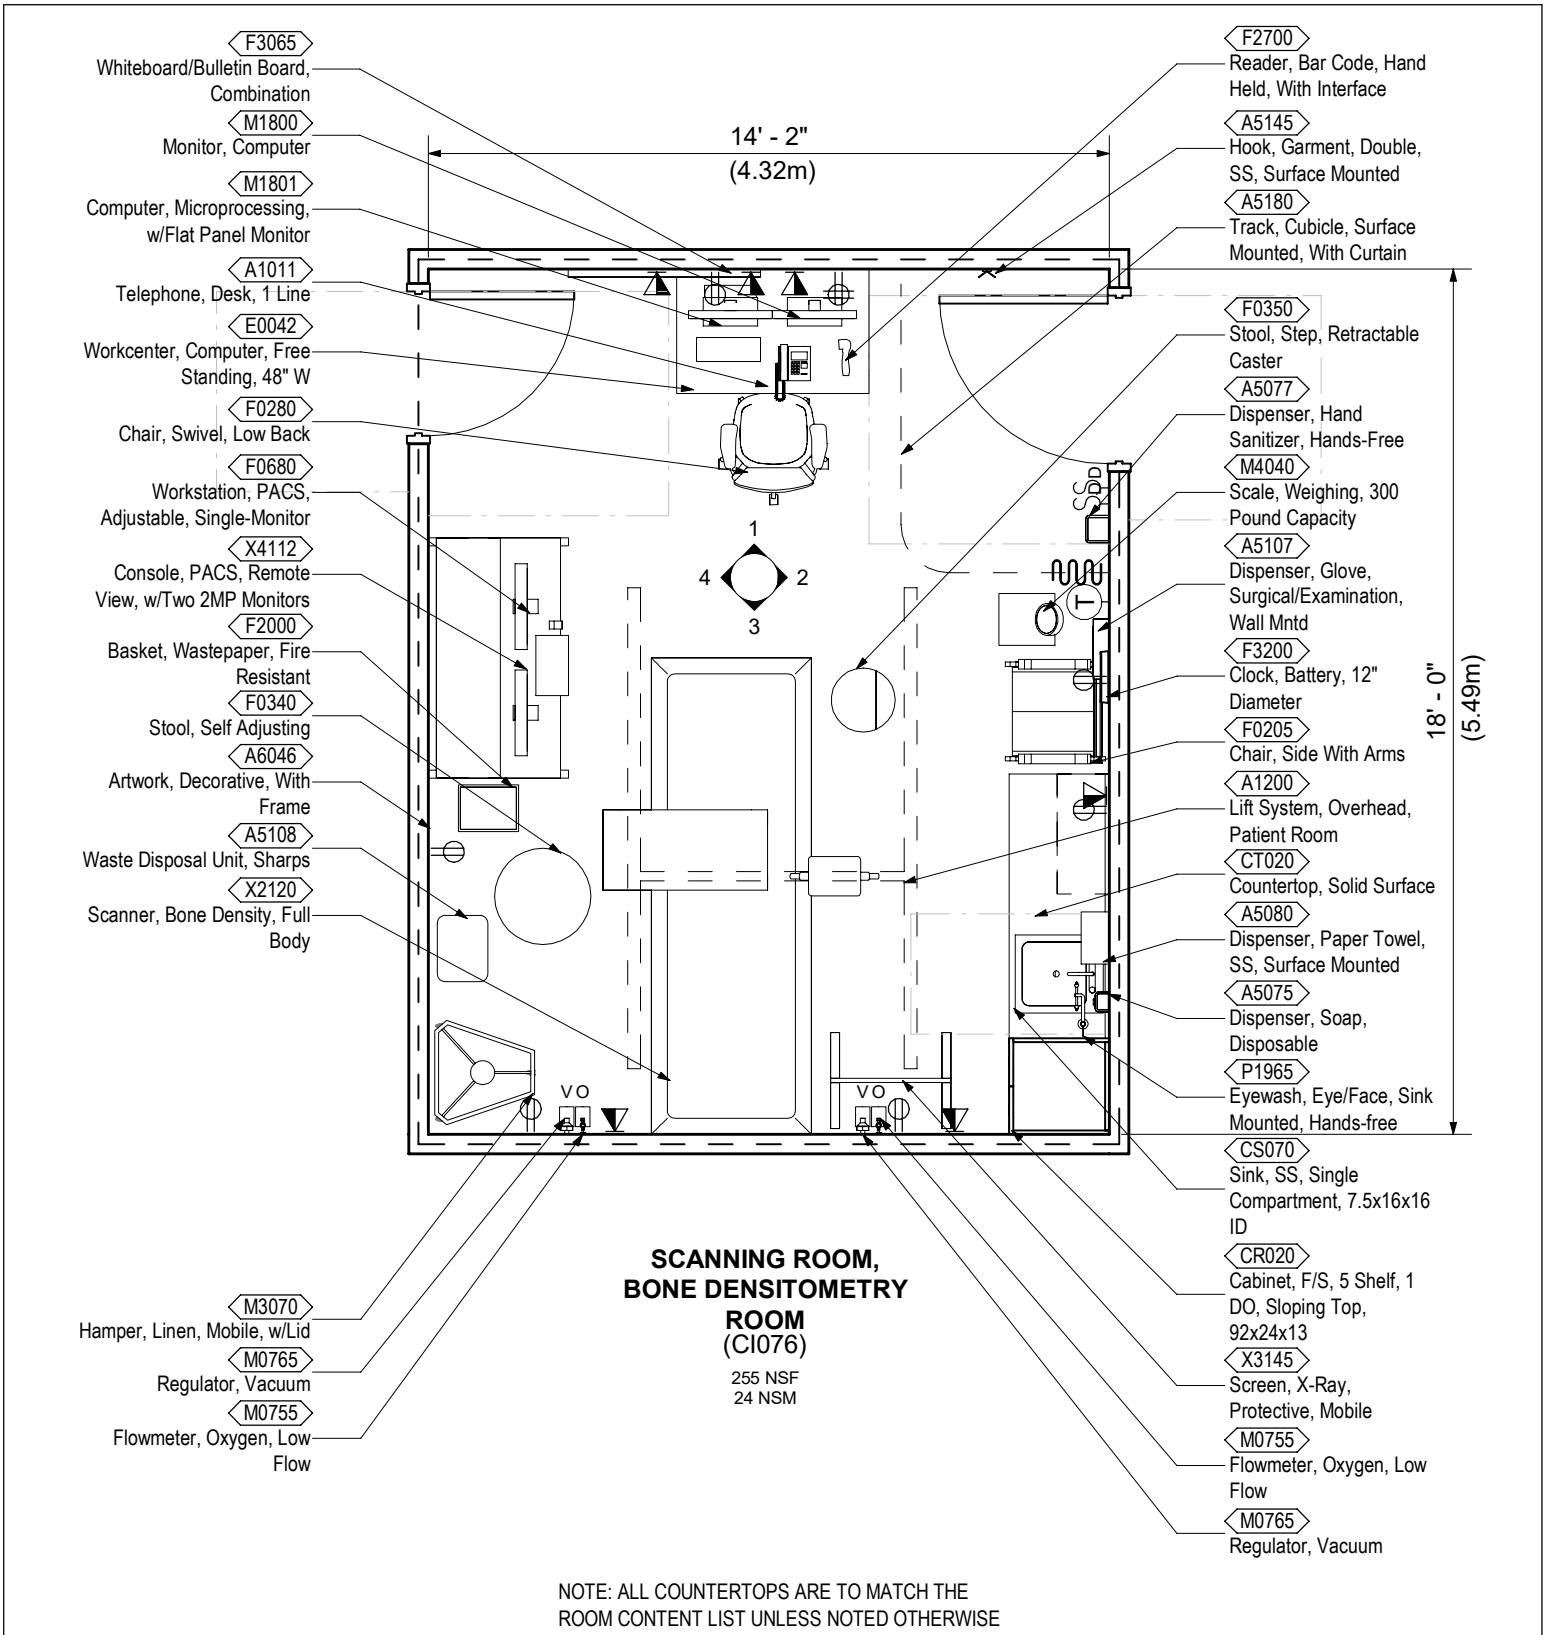 F3065
Whiteboard/Bulletin Board,
Combination
M1800
Monitor, Computer
M1801
Computer, Microprocessing,
w/Flat Panel Monitor
A1011
Telephone, Desk, 1 Line
E0042
Workcenter, Computer, Free
Standing, 48" W
F0280
Chair, Swivel, Low Back
F0680
Workstation, PACS,
Adjustable, Single-Monitor
X4112
Console, PACS, Remote
View, w/Two 2MP Monitors
F2000
Basket, Wastepaper, Fire
Resistant
F0340
Stool, Self Adjusting
A6046
Artwork, Decorative, With
Frame
A5108
Waste Disposal Unit, Sharps
X2120
Scanner, Bone Density, Full
Body
M3070
Hamper, Linen, Mobile, w/Lid
M0765
Regulator, Vacuum
M0755
Flowmeter, Oxygen, Low
Flow
14' - 2"
(4.32m)
1
4 2
3
SD
SD
D
T
V O
V O
18' - 0"
(5.49m)
F2700
Reader, Bar Code, Hand
Held, With Interface
A5145
Hook, Garment, Double,
SS, Surface Mounted
A5180
Track, Cubicle, Surface
Mounted, With Curtain
F0350
Stool, Step, Retractable
Caster
A5077
Dispenser, Hand
Sanitizer, Hands-Free
M4040
Scale, Weighing, 300
Pound Capacity
A5107
Dispenser, Glove,
Surgical/Examination,
Wall Mntd
F3200
Clock, Battery, 12"
Diameter
F0205
Chair, Side With Arms
A1200
Lift System, Overhead,
Patient Room
CT020
Countertop, Solid Surface
A5080
Dispenser, Paper Towel,
SS, Surface Mounted
A5075
Dispenser, Soap,
Disposable
P1965
Eyewash, Eye/Face, Sink
Mounted, Hands-free
CS070
Sink, SS, Single
Compartment, 7.5x16x16
ID
CR020
Cabinet, F/S, 5 Shelf, 1
DO, Sloping Top,
92x24x13
X3145
Screen, X-Ray,
Protective, Mobile
M0755
Flowmeter, Oxygen, Low
Flow
M0765
Regulator, Vacuum
SCANNING ROOM,
BONE DENSITOMETRY
ROOM
(CI076)
255 NSF
24 NSM
NOTE: ALL COUNTERTOPS ARE TO MATCH THE
ROOM CONTENT LIST UNLESS NOTED OTHERWISE